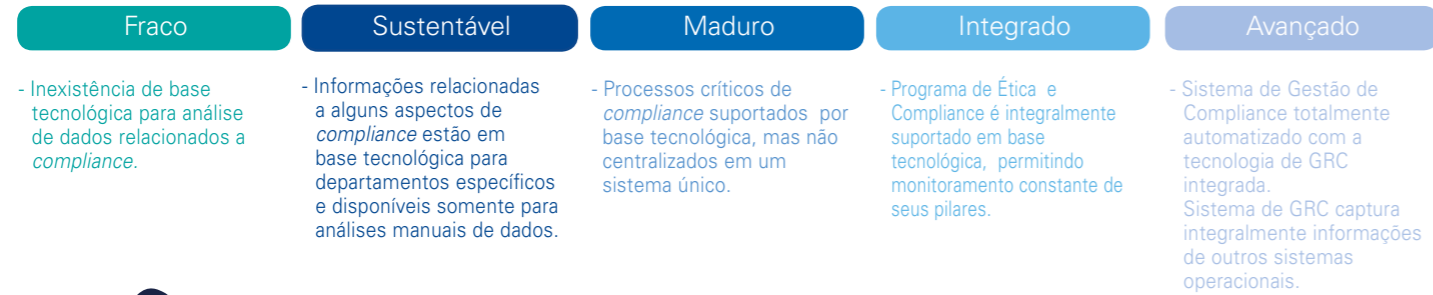 Fraco
- Inexistência de base
tecnológica para análise
de dados relacionados a
compliance.
Sustentável
- Informações relacionadas
a alguns aspectos de
compliance estão em
base tecnológica para
departamentos específicos
e disponíveis somente para
análises manuais de dados.
Maduro
- Processos críticos de
compliance suportados por
base tecnológica, mas não
centralizados em um
sistema único.
Integrado
- Programa de Ética e
Compliance é integralmente
suportado em base
tecnológica, permitindo
monitoramento constante de
seus pilares.
Avançado
- Sistema de Gestão de
Compliance totalmente
automatizado com a
tecnologia de GRC
integrada.
Sistema de GRC captura
integralmente informações
de outros sistemas
operacionais.